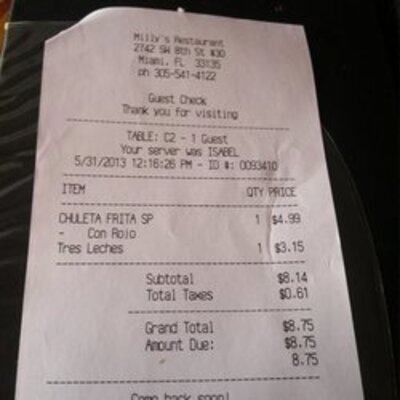 Milly's Restaurant
2742 SW 8th St #30
Miami, FL 33135
ph 305-541-4122
Guest Check
Thank you for visiting
TABLE: C2 - 1 Guest
Your server was ISABEL
5/31/2013 12:16:26 PM - ID #: 0093410
ITEM QTY PRICE
CHULETA FRITA SP 1 $4.99
- Con Rojo
Tres Leches 1 $3.15
Subtotal $8.14
Total Taxes $0.61
Grand Total $8.75
Amount Due: $8.75
8.75
Come back soon!